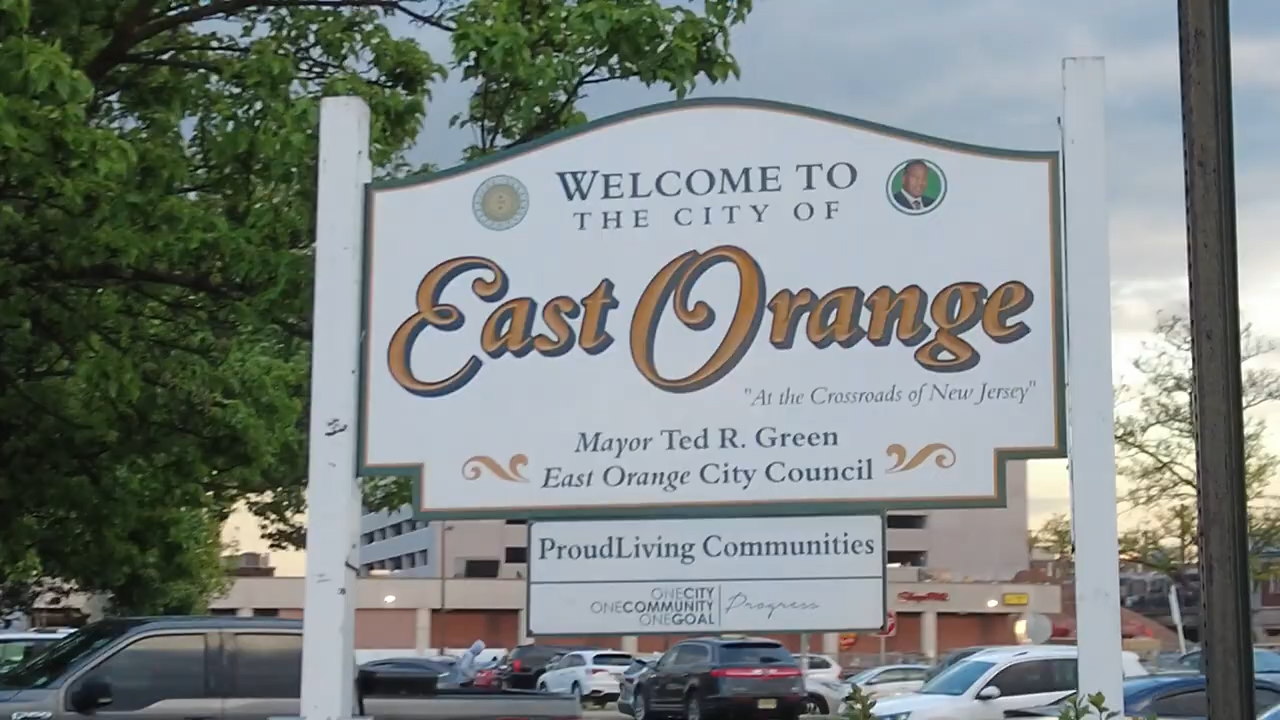 WELCOME TO
THE CITY OF
East Orange
"At the Crossroads of New Jersey"
Mayor Ted R. Green
East Orange City Council
ProudLiving Communities
ONECITY
ONECOMMUNITY
ONEGOAL
Progress